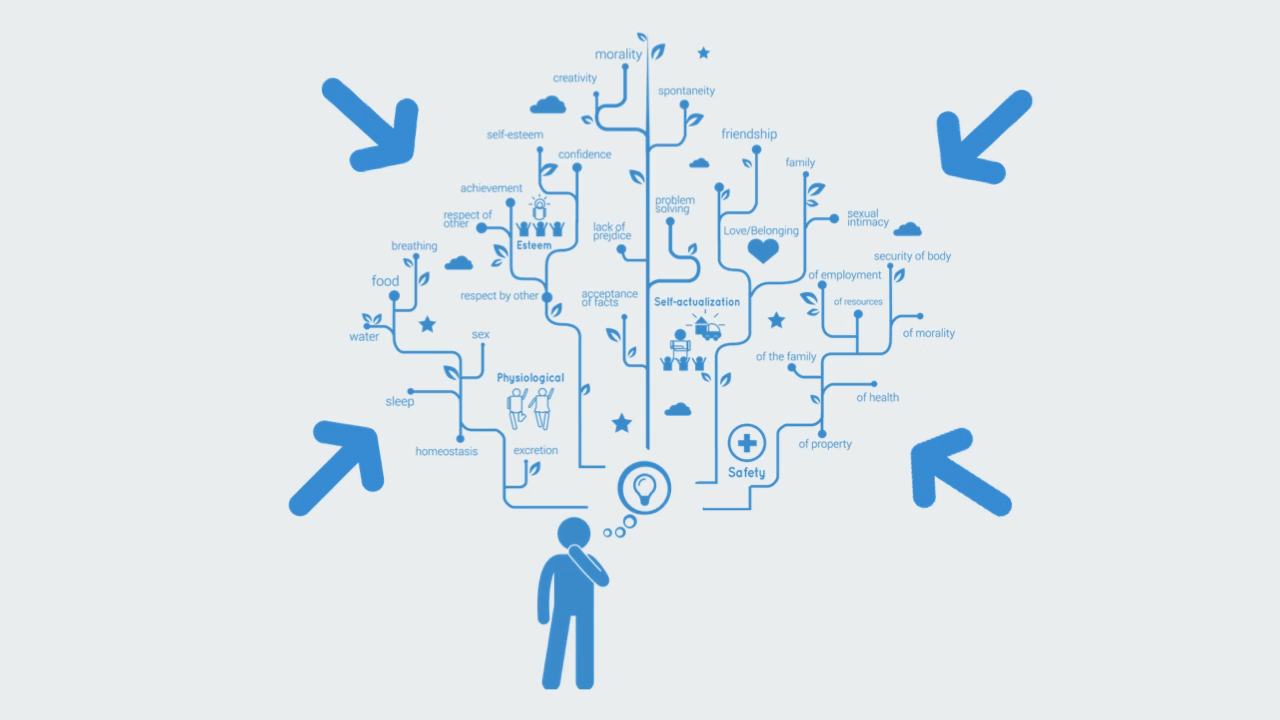 morality
creativity
spontaneity
self-esteem
confidence
friendship
family
achievement
respect of
other
problem
solving
sexual
intimacy
lack of
prejdice
Love/Belonging
breathing
Esteem
security of body
food
of employment
respect by other
acceptance
of facts
Self-actualization
of resources
water
sex
of morality
of the family
Physiological
sleep
of health
homeostasis
excretion
of property
Safety